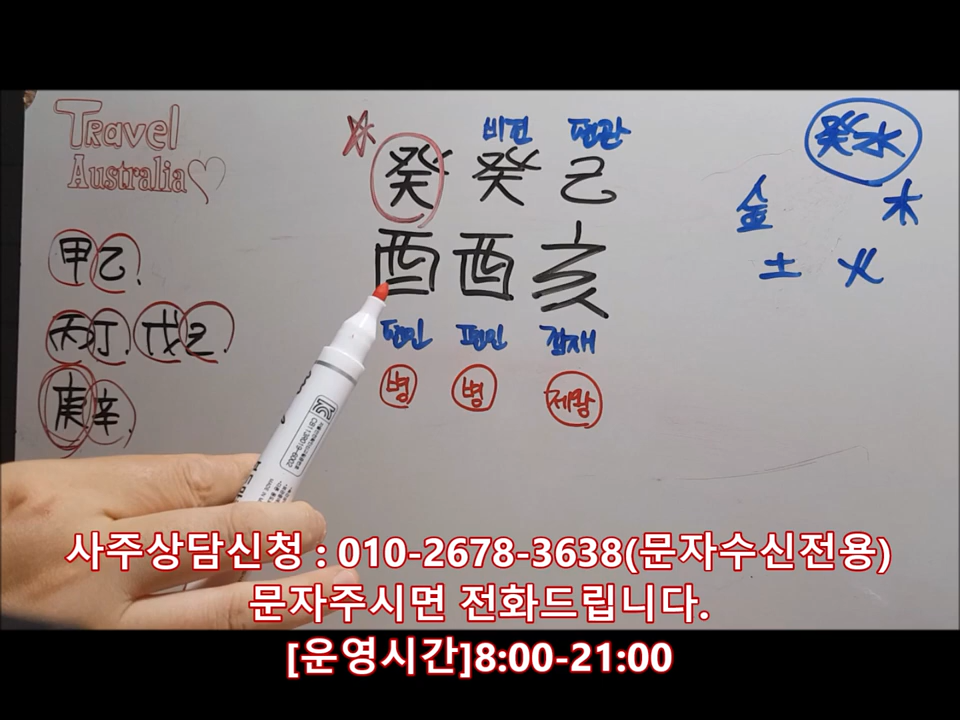 Travel
Australia
水
비견 편관
癸 癸 己
酉 酉 亥
편인 편인 겁재
병 병 제왕
甲乙.
丙丁. 戊己.
庚辛.
癸水
金 木
土 火
사주상담신청 : 010-2678-3638(문자수신전용)
문자주시면 전화드립니다.
[운영시간]8:00-21:00